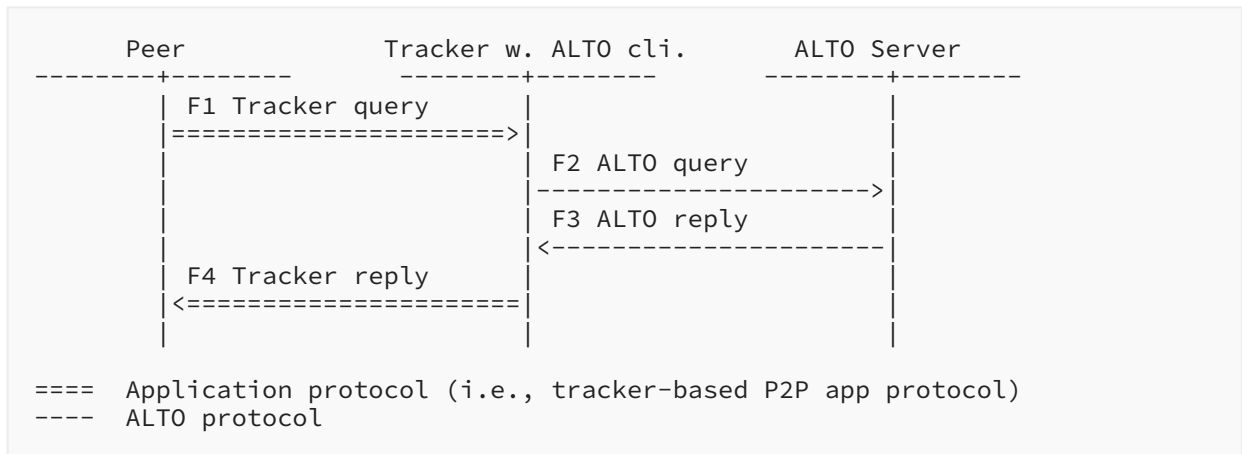 Peer Tracker w. ALTO cli. ALTO Server
--------+-------- --------+-------- --------+--------
| F1 Tracker query | |
|======================>| |
| | F2 ALTO query |
| |---------------------->|
| | F3 ALTO reply |
| |<----------------------|
| F4 Tracker reply | |
|<======================| |
| | |
==== Application protocol (i.e., tracker-based P2P app protocol)
---- ALTO protocol